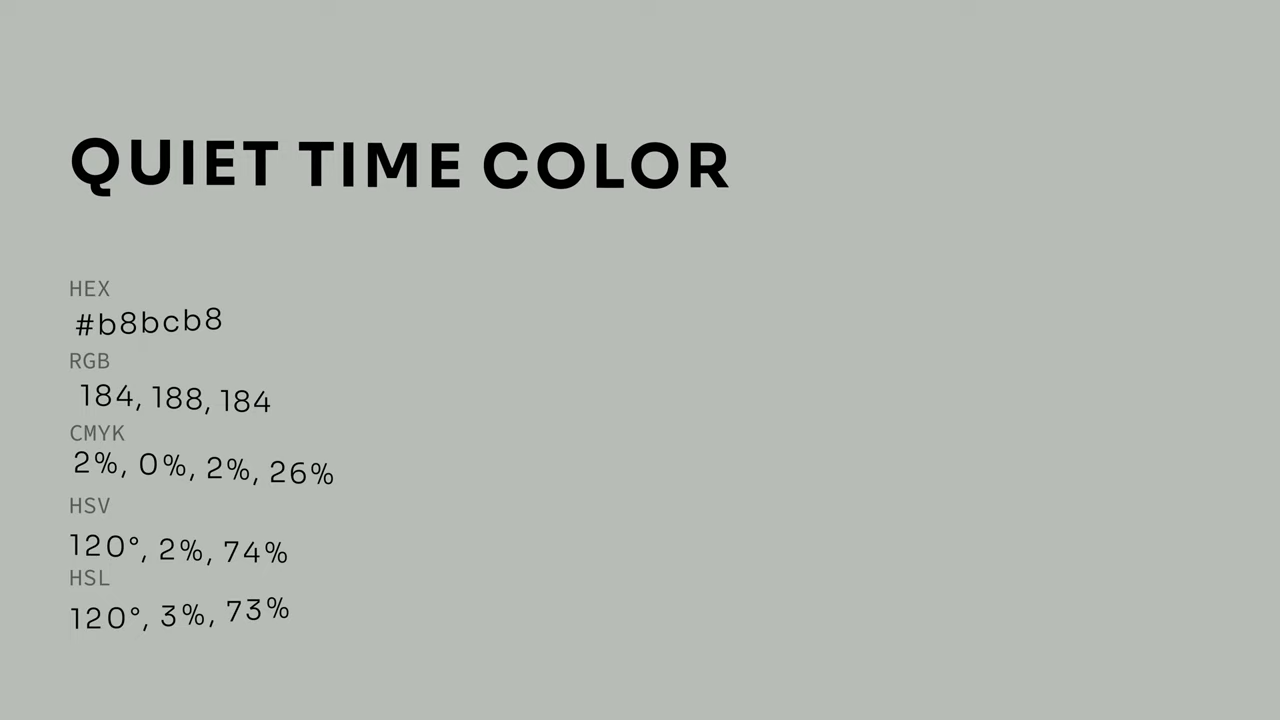 QUIET TIME COLOR
HEX
#b8bcb8
RGB
184, 188, 184
CMYK
2%, 0%, 2%, 26%
HSV
120°, 2%, 74%
HSL
120°, 3%, 73%